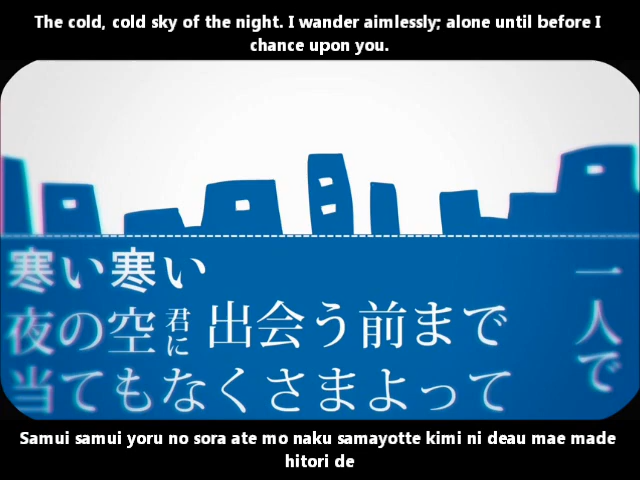 The cold, cold sky of the night. I wander aimlessly; alone until before I
chance upon you.
寒い寒い
夜の空
君に
出会う前まで
当てもなくさまよって
一人で
Samui samui yoru no sora ate mo naku samayotte kimi ni deau mae made
hitori de